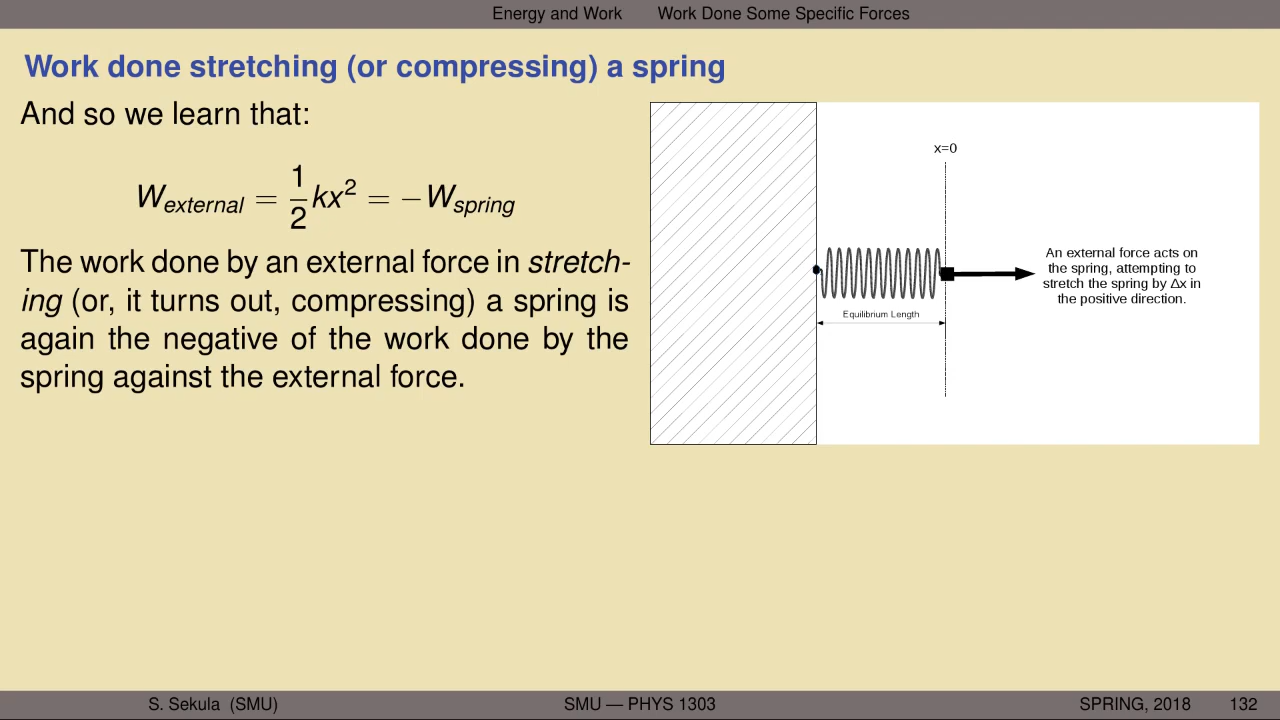 Energy and Work Work Done Some Specific Forces
Work done stretching (or compressing) a spring
And so we learn that:
W_external = 1/2 kx² = −W_spring
The work done by an external force in stretch-
ing (or, it turns out, compressing) a spring is
again the negative of the work done by the
spring against the external force.
x=0
An external force acts on
the spring, attempting to
stretch the spring by Δx in
the positive direction.
Equilibrium Length
S. Sekula (SMU) SMU — PHYS 1303 SPRING, 2018 132